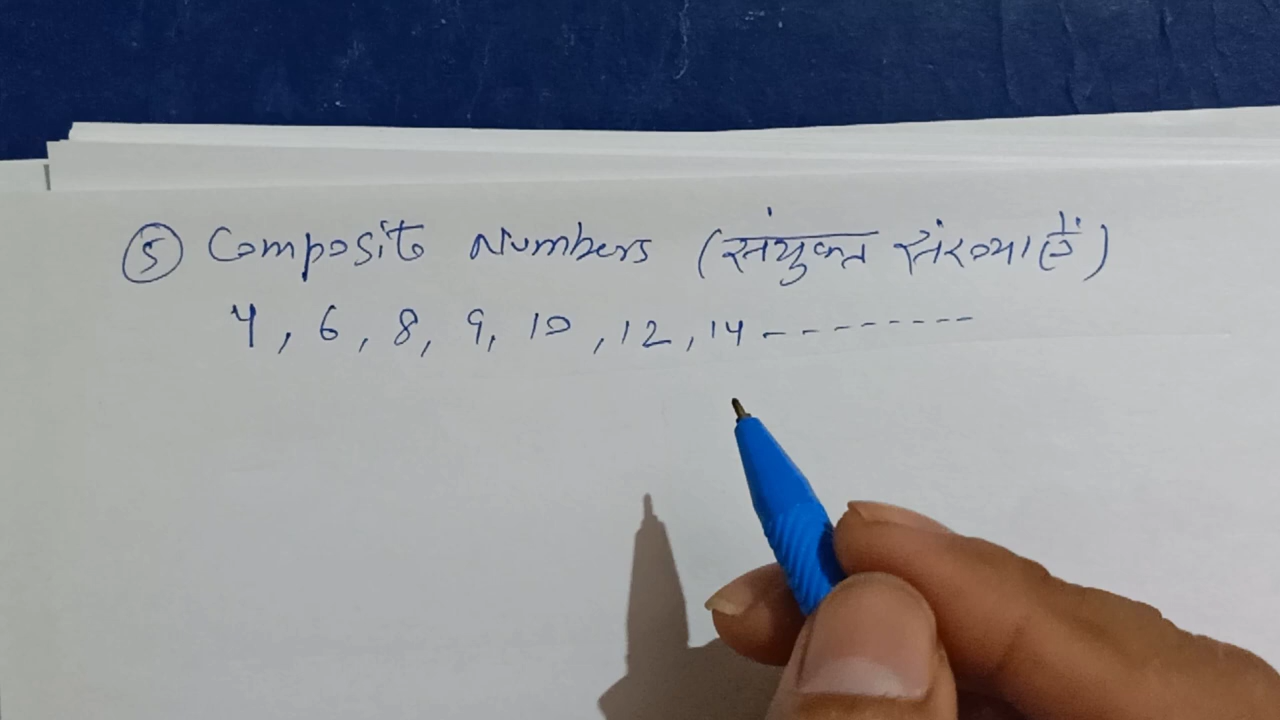 ⑤ Composite Numbers (संयुक्त संख्याएँ)
4, 6, 8, 9, 10, 12, 14 ---------